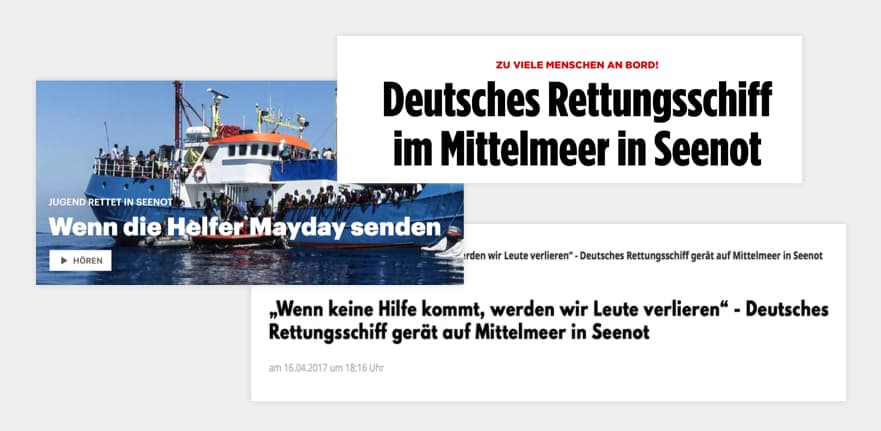 ZU VIELE MENSCHEN AN BORD!
Deutsches Rettungsschiff
im Mittelmeer in Seenot
JUGEND RETTET IN SEENOT
Wenn die Helfer Mayday senden
HÖREN
wir Leute verlieren“ - Deutsches Rettungsschiff gerät auf Mittelmeer in Seenot
„Wenn keine Hilfe kommt, werden wir Leute verlieren“ - Deutsches
Rettungsschiff gerät auf Mittelmeer in Seenot
am 16.04.2017 um 18:16 Uhr